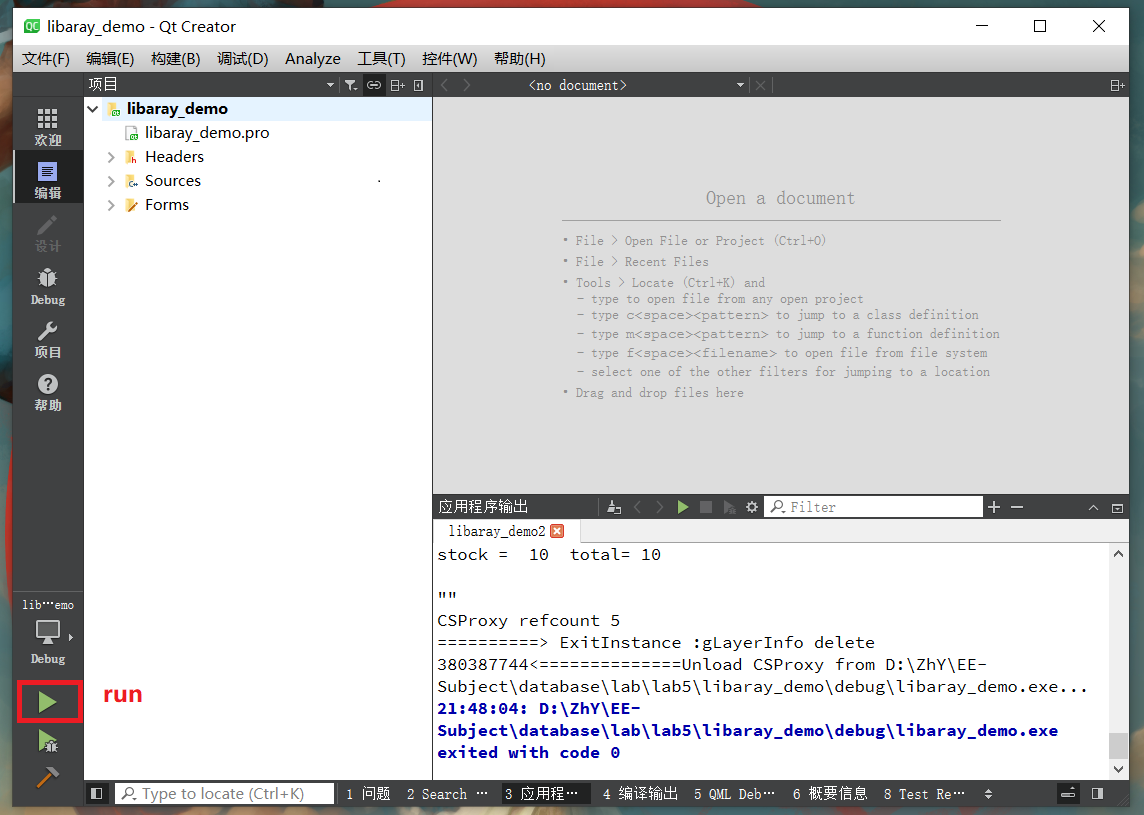 libaray_demo - Qt Creator
文件(F) 编辑(E) 构建(B) 调试(D) Analyze 工具(T) 控件(W) 帮助(H)
项目
<no document>
欢迎
编辑
设计
Debug
项目
帮助
libaray_demo
libaray_demo.pro
Headers
Sources
Forms
Open a document
• File > Open File or Project (Ctrl+O)
• File > Recent Files
• Tools > Locate (Ctrl+K) and
- type to open file from any open project
- type c<space><pattern> to jump to a class definition
- type m<space><pattern> to jump to a function definition
- type f<space><filename> to open file from file system
- select one of the other filters for jumping to a location
• Drag and drop files here
应用程序输出
Filter
libaray_demo2
stock =  10  total= 10
""
CSProxy refcount 5
==========> ExitInstance :gLayerInfo delete
380387744<==============Unload CSProxy from D:\ZhY\EE-
Subject\database\lab\lab5\libaray_demo\debug\libaray_demo.exe...
21:48:04: D:\ZhY\EE-
Subject\database\lab\lab5\libaray_demo\debug\libaray_demo.exe
exited with code 0
lib···emo
Debug
run
Type to locate (Ctrl+K)
1 问题 2 Search ··· 3 应用程··· 4 编译输出 5 QML Deb··· 6 概要信息 8 Test Re···